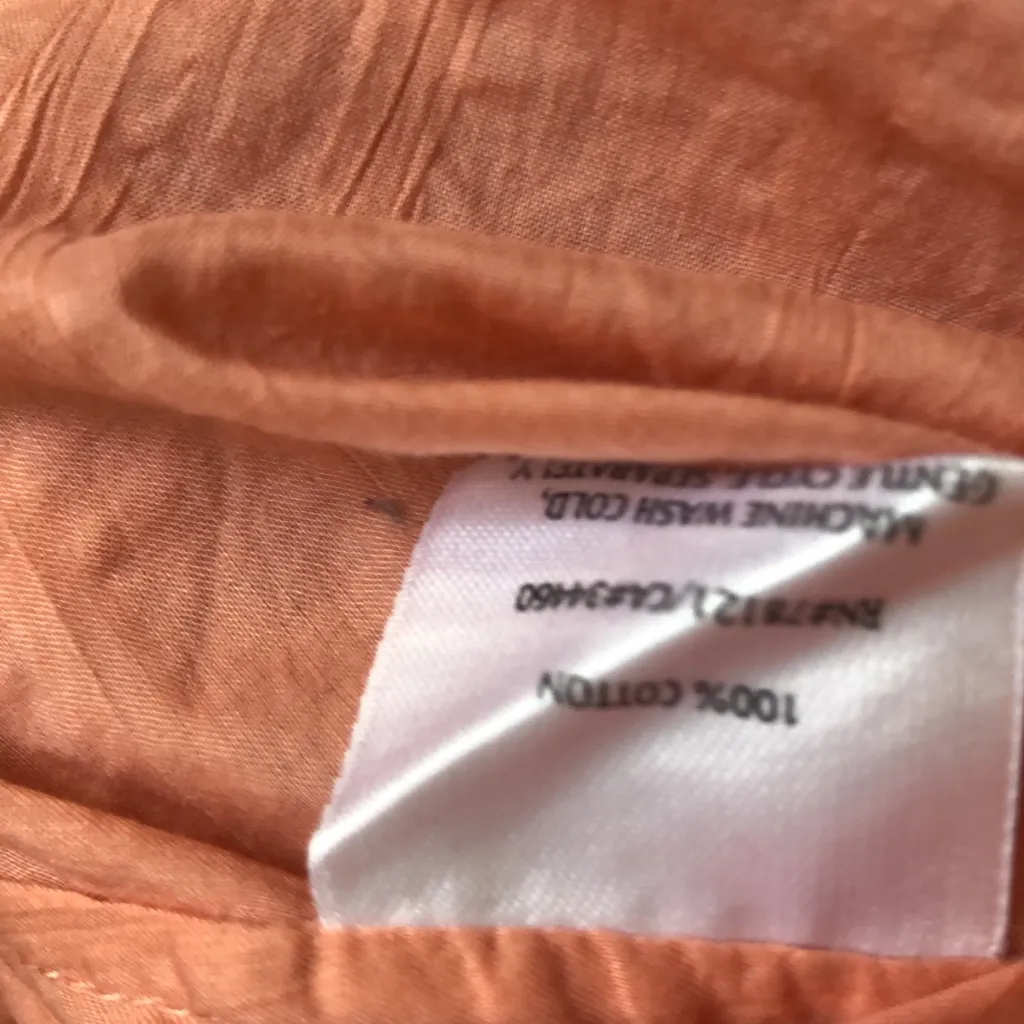 100% COTTON
RN#78121/CA#34460
MACHINE WASH COLD,
GENTLE CYCLE SEPARATELY